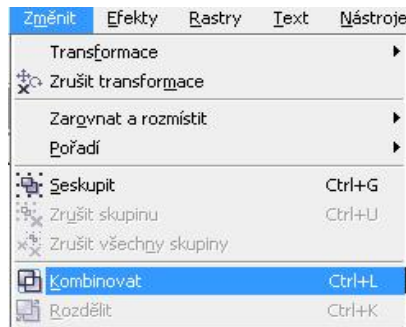 Změnit Efekty Rastry Text Nástroje
Transformace
Zrušit transformace
Zarovnat a rozmístit
Pořadí
Seskupit Ctrl+G
Zrušit skupinu Ctrl+U
Zrušit všechny skupiny
Kombinovat Ctrl+L
Rozdělit Ctrl+K